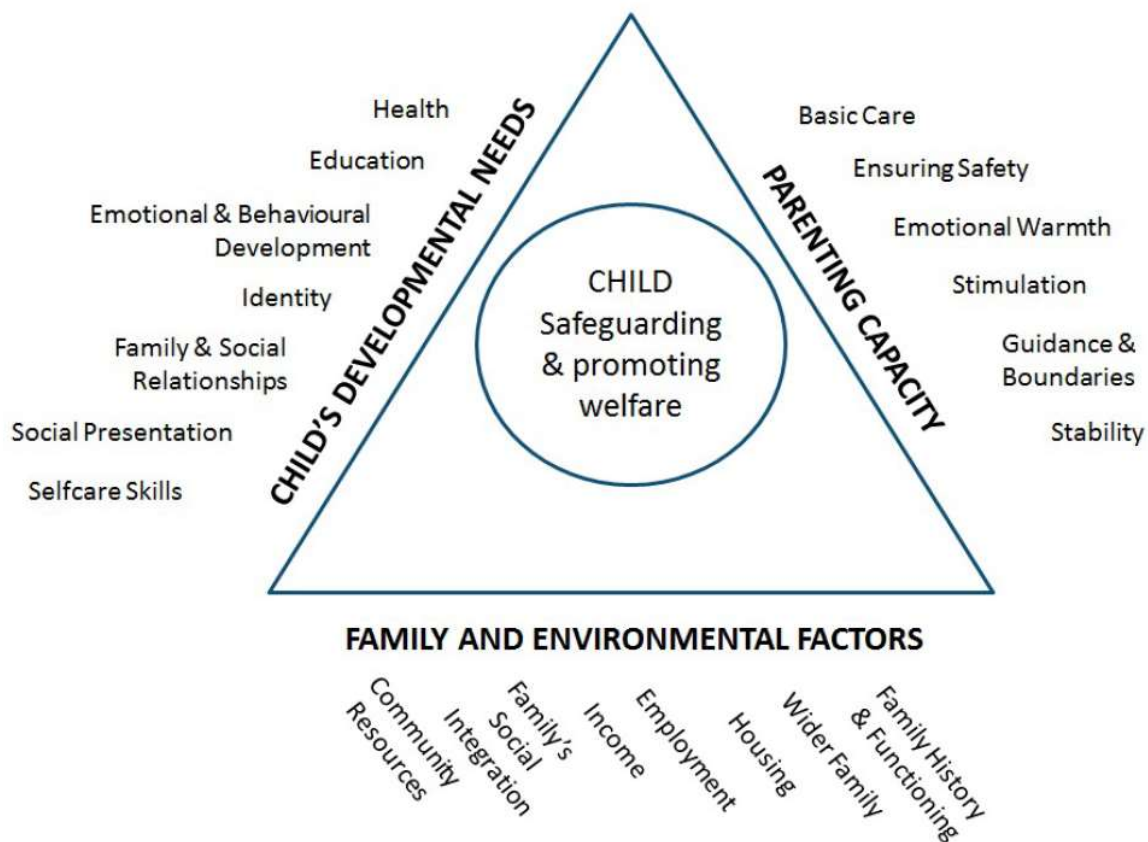 Health
Education
Emotional & Behavioural
Development
Identity
Family & Social
Relationships
Social Presentation
Selfcare Skills
CHILD'S DEVELOPMENTAL NEEDS
CHILD
Safeguarding
& promoting
welfare
PARENTING CAPACITY
Basic Care
Ensuring Safety
Emotional Warmth
Stimulation
Guidance &
Boundaries
Stability
FAMILY AND ENVIRONMENTAL FACTORS
Community
Resources
Family's
Social
Integration
Income
Employment
Housing
Wider Family
Family History
& Functioning